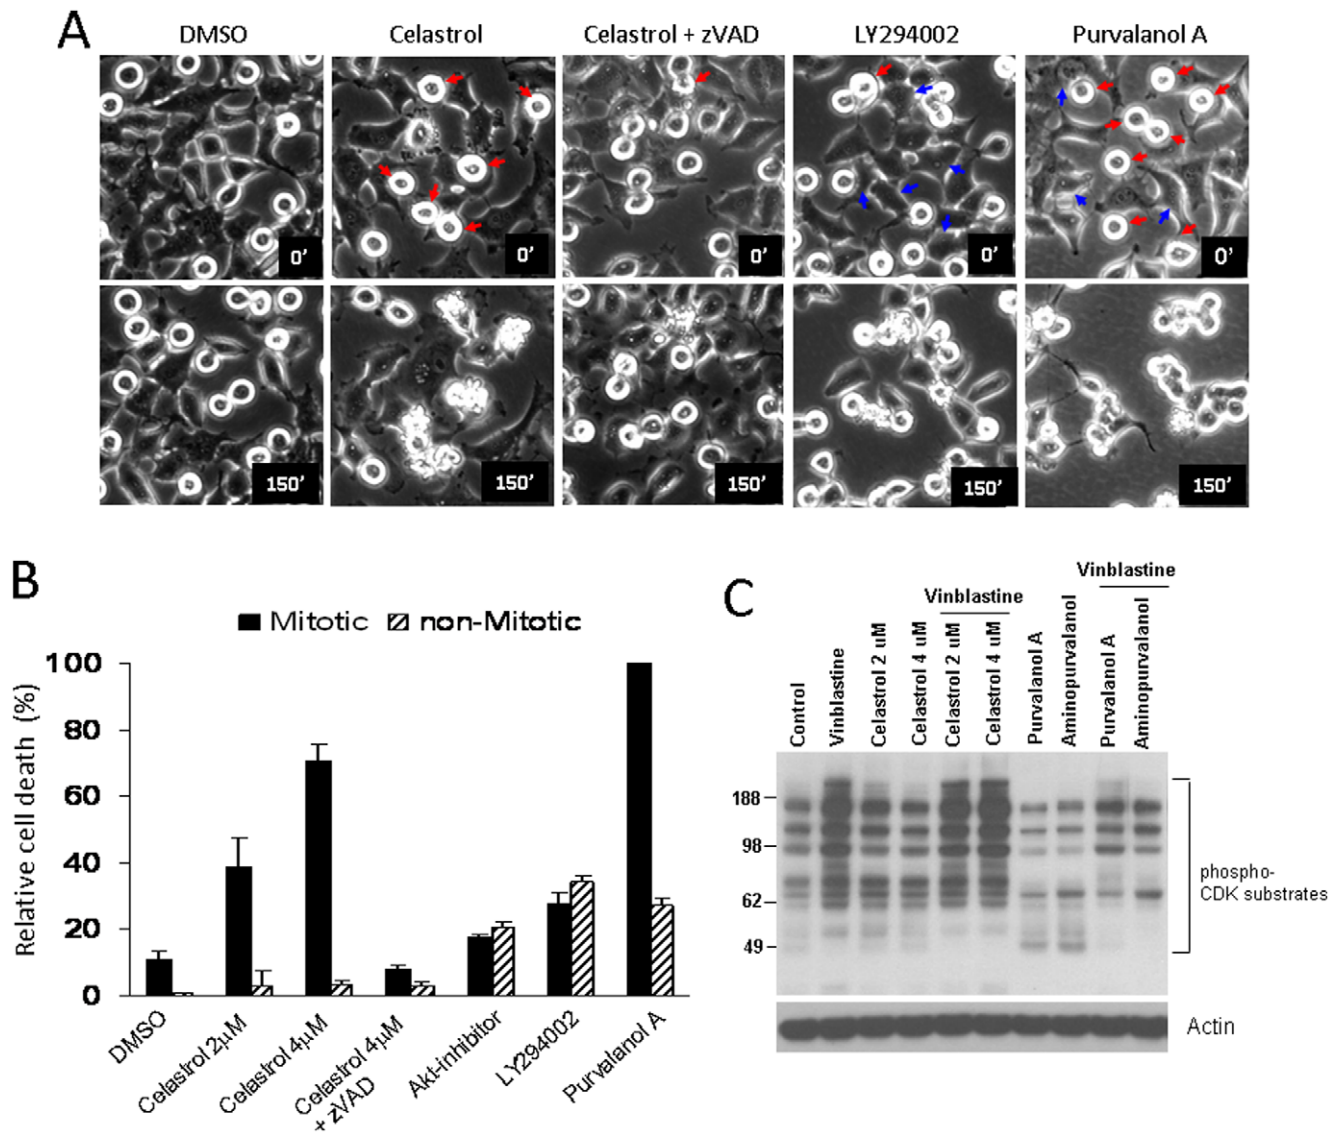 A
DMSO
Celastrol
Celastrol + zVAD
LY294002
Purvalanol A
0'
0'
0'
0'
0'
150'
150'
150'
150'
150'
B
Mitotic
non-Mitotic
Relative cell death (%)
100
80
60
40
20
0
DMSO
Celastrol 2μM
Celastrol 4μM
Celastrol 4μM
+ zVAD
Akt-inhibitor
LY294002
Purvalanol A
C
Vinblastine
Vinblastine
Control
Vinblastine
Celastrol 2 uM
Celastrol 4 uM
Celastrol 2 uM
Celastrol 4 uM
Purvalanol A
Aminopurvalanol
Purvalanol A
Aminopurvalanol
188
98
62
49
phospho-
CDK substrates
Actin